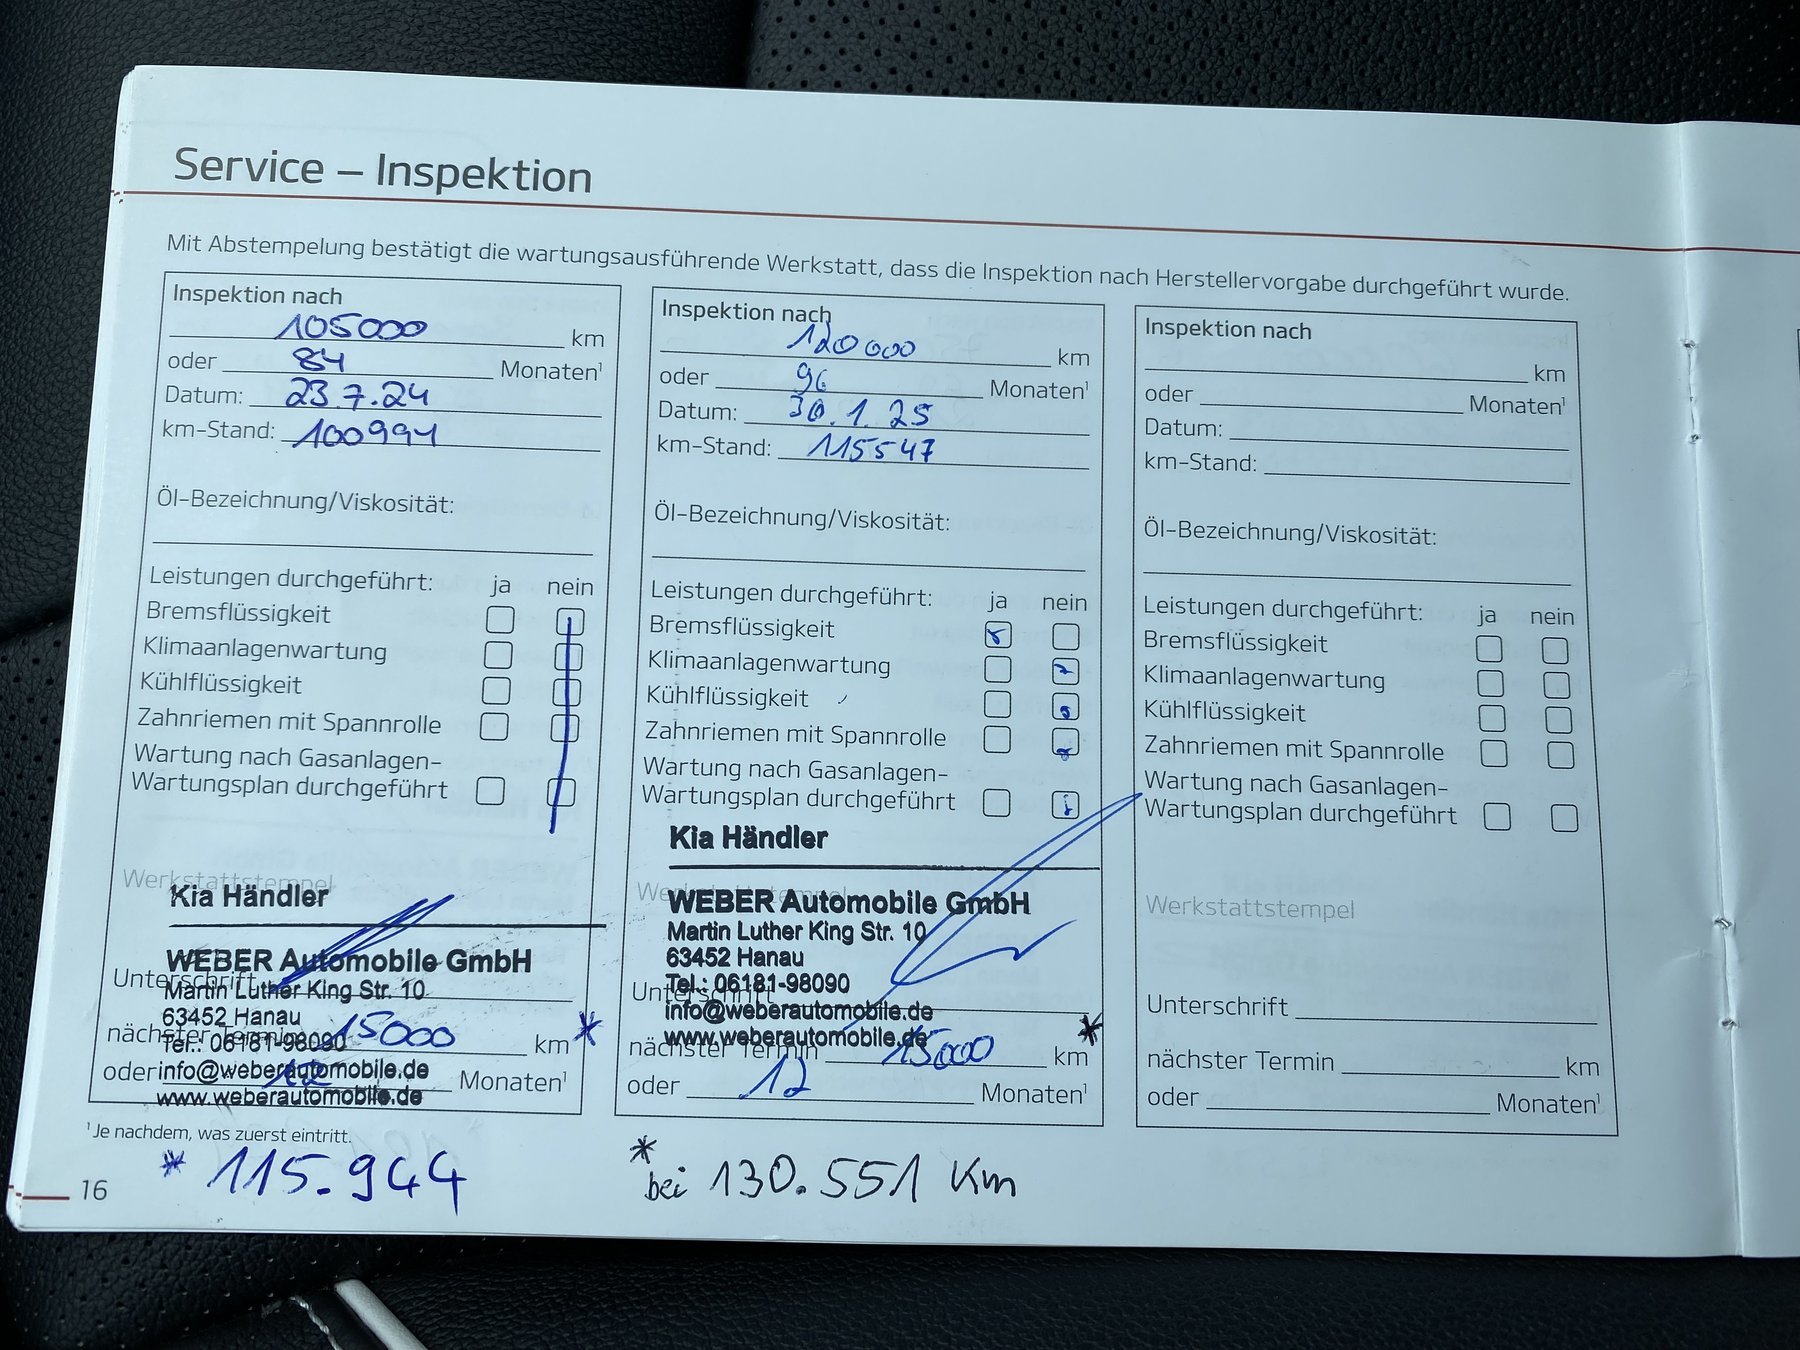 Service – Inspektion
Mit Abstempelung bestätigt die wartungsausführende Werkstatt, dass die Inspektion nach Herstellervorgabe durchgeführt wurde.
Inspektion nach
105000 km
oder 84 Monaten¹
Datum: 23.7.24
km-Stand: 100991
Öl-Bezeichnung/Viskosität:
Leistungen durchgeführt: ja nein
Bremsflüssigkeit
Klimaanlagenwartung
Kühlflüssigkeit
Zahnriemen mit Spannrolle
Wartung nach Gasanlagen-
Wartungsplan durchgeführt
Werkstattstempel
Kia Händler
WEBER Automobile GmbH
Unterschrift
Martin Luther King Str. 10
63452 Hanau
nächster Termin 15000 km *
Tel.: 06181-98090
oder 12 Monaten¹
info@weberautomobile.de
www.weberautomobile.de
Inspektion nach
120000 km
oder 96 Monaten¹
Datum: 30.1.25
km-Stand: 115547
Öl-Bezeichnung/Viskosität:
Leistungen durchgeführt: ja nein
Bremsflüssigkeit
Klimaanlagenwartung
Kühlflüssigkeit
Zahnriemen mit Spannrolle
Wartung nach Gasanlagen-
Wartungsplan durchgeführt
Kia Händler
Werkstattstempel
WEBER Automobile GmbH
Martin Luther King Str. 10
63452 Hanau
Tel.: 06181-98090
Unterschrift
info@weberautomobile.de
www.weberautomobile.de
nächster Termin 15000 km *
oder 12 Monaten¹
Inspektion nach
km
oder Monaten¹
Datum:
km-Stand:
Öl-Bezeichnung/Viskosität:
Leistungen durchgeführt: ja nein
Bremsflüssigkeit
Klimaanlagenwartung
Kühlflüssigkeit
Zahnriemen mit Spannrolle
Wartung nach Gasanlagen-
Wartungsplan durchgeführt
Werkstattstempel
Unterschrift
nächster Termin km
oder Monaten¹
¹Je nachdem, was zuerst eintritt.
* 115.944
* bei 130.551 Km
16